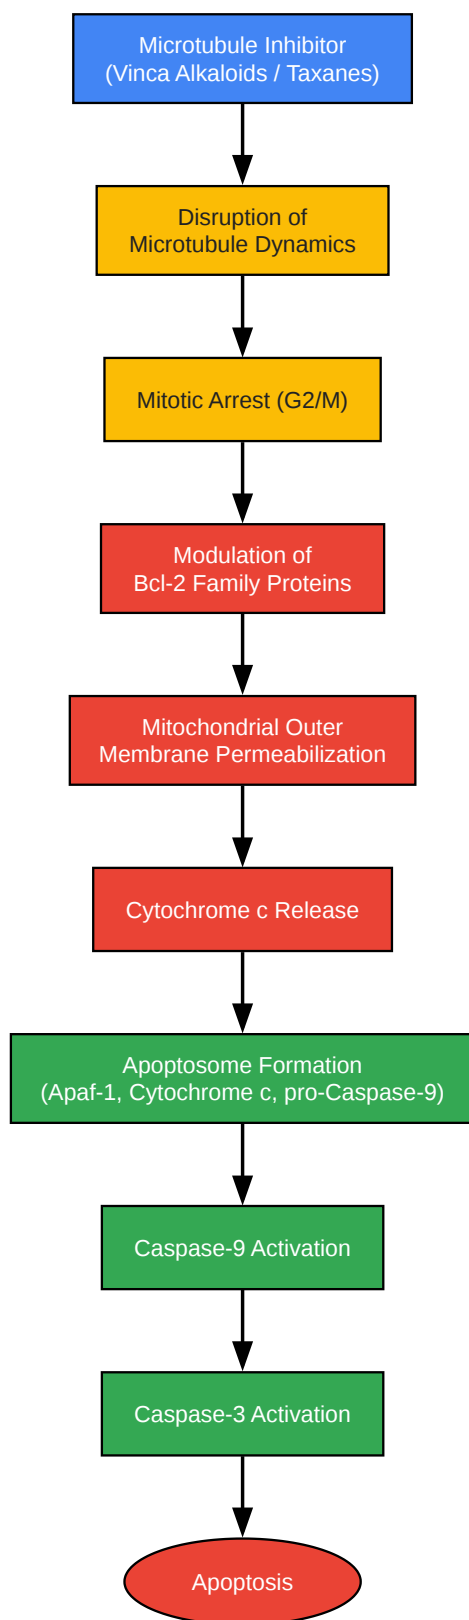 Microtubule Inhibitor
(Vinca Alkaloids / Taxanes)
Disruption of
Microtubule Dynamics
Mitotic Arrest (G2/M)
Modulation of
Bcl-2 Family Proteins
Mitochondrial Outer
Membrane Permeabilization
Cytochrome c Release
Apoptosome Formation
(Apaf-1, Cytochrome c, pro-Caspase-9)
Caspase-9 Activation
Caspase-3 Activation
Apoptosis